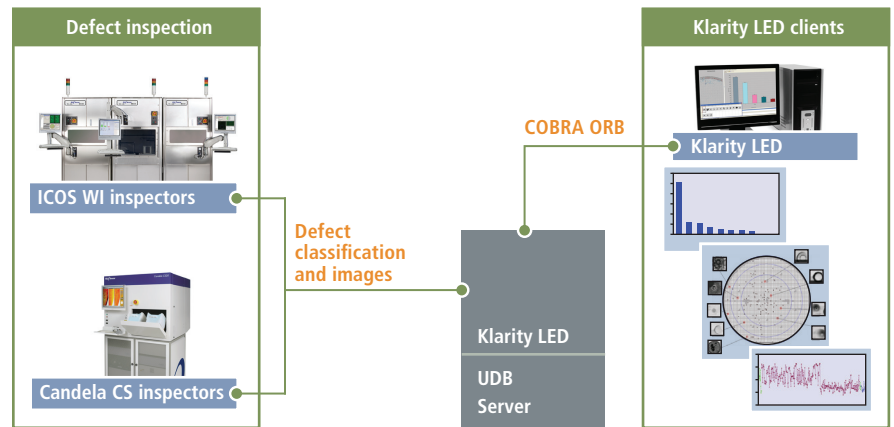 Defect inspection
ICOS WI inspectors
Candela CS inspectors
Defect
classification
and images
COBRA ORB
Klarity LED
UDB
Server
Klarity LED clients
Klarity LED